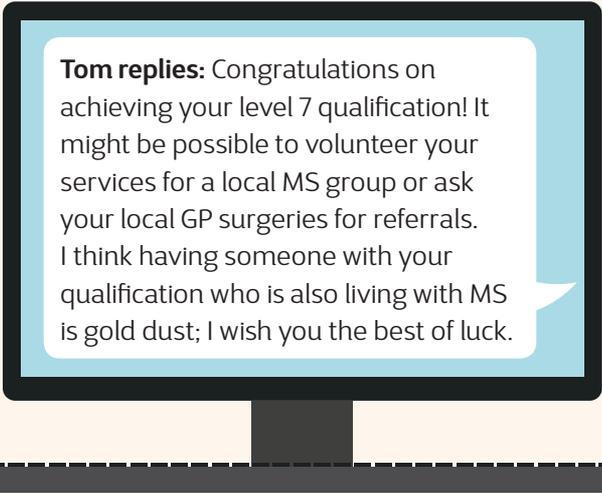 Tom replies: Congratulations on
achieving your level 7 qualification! It
might be possible to volunteer your
services for a local MS group or ask
your local GP surgeries for referrals.
I think having someone with your
qualification who is also living with MS
is gold dust; I wish you the best of luck.